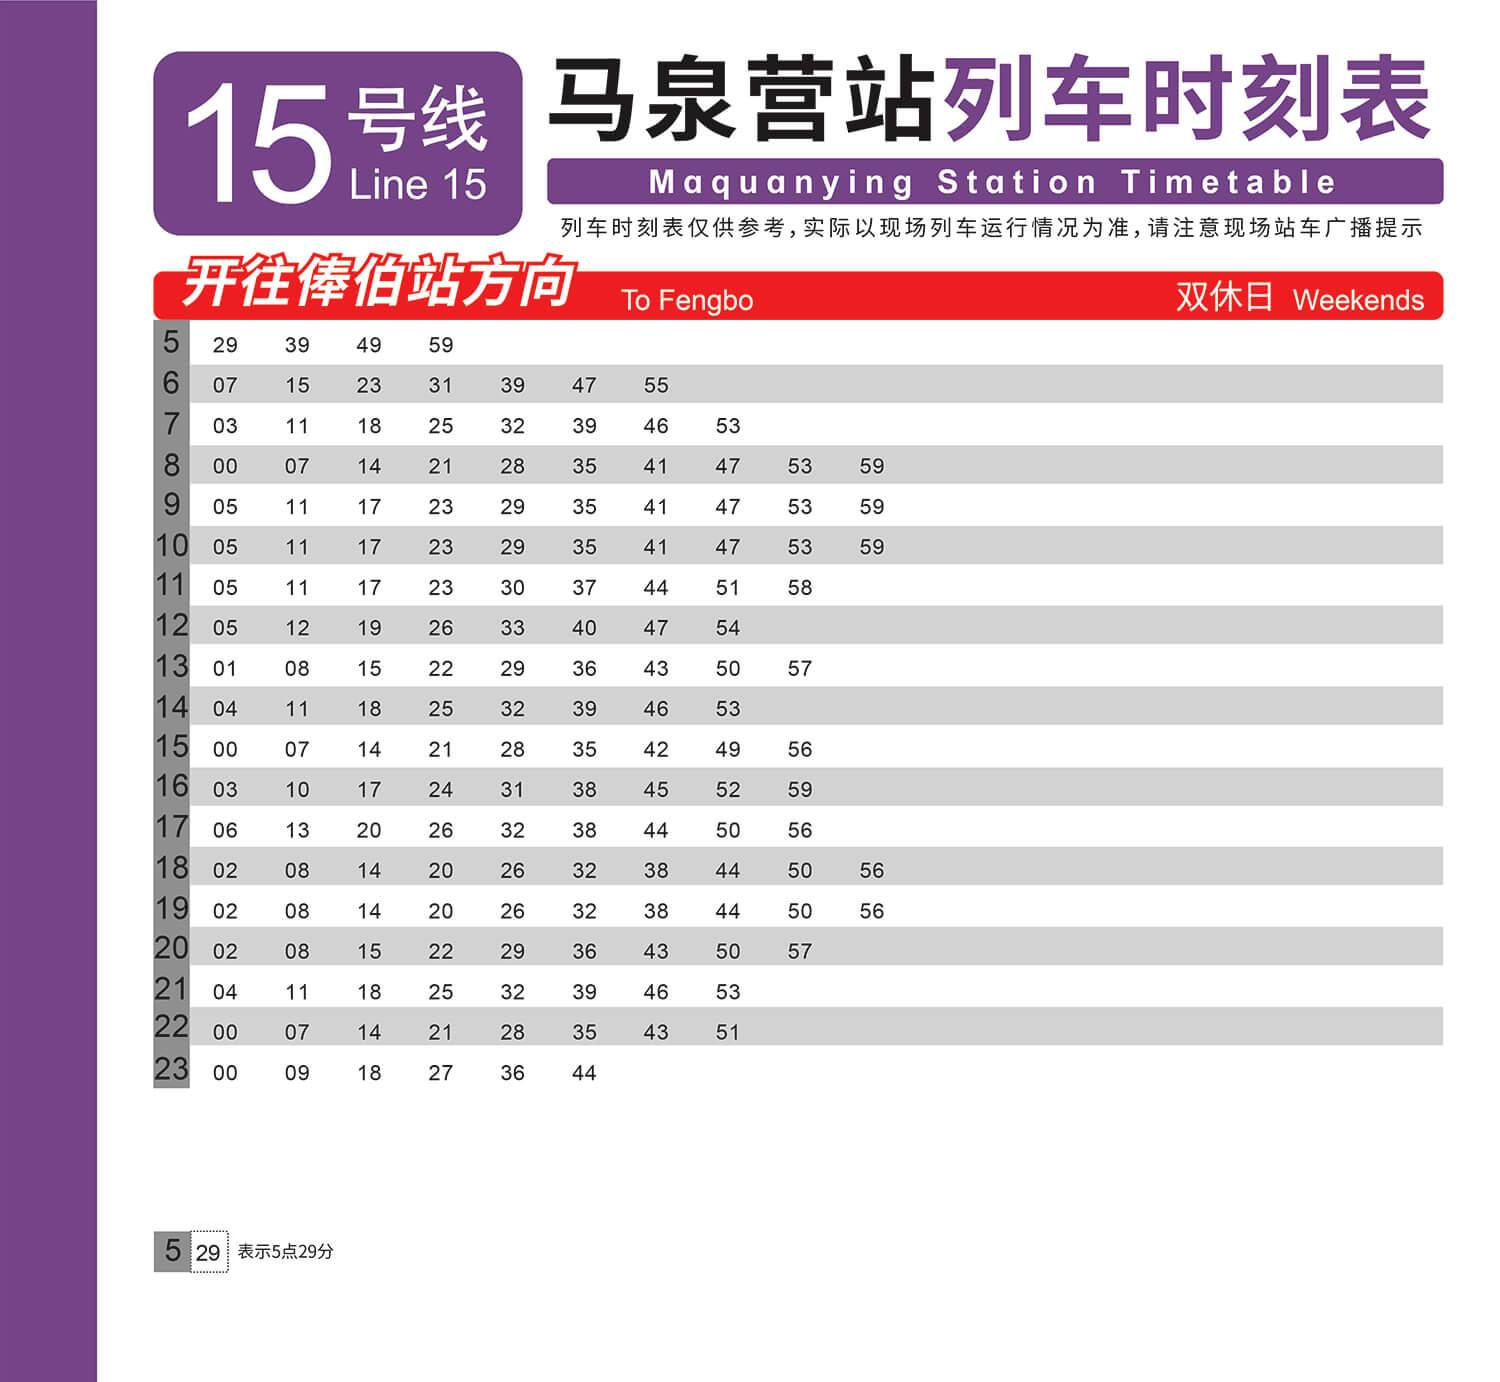 15 号线
Line 15
马泉营站列车时刻表
Maquanying Station Timetable
列车时刻表仅供参考,实际以现场列车运行情况为准,请注意现场站车广播提示
开往俸伯站方向 To Fengbo 双休日 Weekends
5 29 39 49 59
6 07 15 23 31 39 47 55
7 03 11 18 25 32 39 46 53
8 00 07 14 21 28 35 41 47 53 59
9 05 11 17 23 29 35 41 47 53 59
10 05 11 17 23 29 35 41 47 53 59
11 05 11 17 23 30 37 44 51 58
12 05 12 19 26 33 40 47 54
13 01 08 15 22 29 36 43 50 57
14 04 11 18 25 32 39 46 53
15 00 07 14 21 28 35 42 49 56
16 03 10 17 24 31 38 45 52 59
17 06 13 20 26 32 38 44 50 56
18 02 08 14 20 26 32 38 44 50 56
19 02 08 14 20 26 32 38 44 50 56
20 02 08 15 22 29 36 43 50 57
21 04 11 18 25 32 39 46 53
22 00 07 14 21 28 35 43 51
23 00 09 18 27 36 44
5 29 表示5点29分